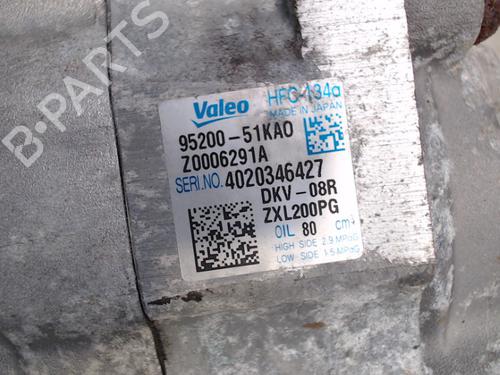 B-PARTS
Valeo HFC-134a
MADE IN JAPAN
95200-51KA0
Z0006291A
SERI.NO. 4020346427
DKV-08R
ZXL200PG
OIL 80 cm³
HIGH SIDE 2.9 MPaG
LOW SIDE 1.5 MPaG